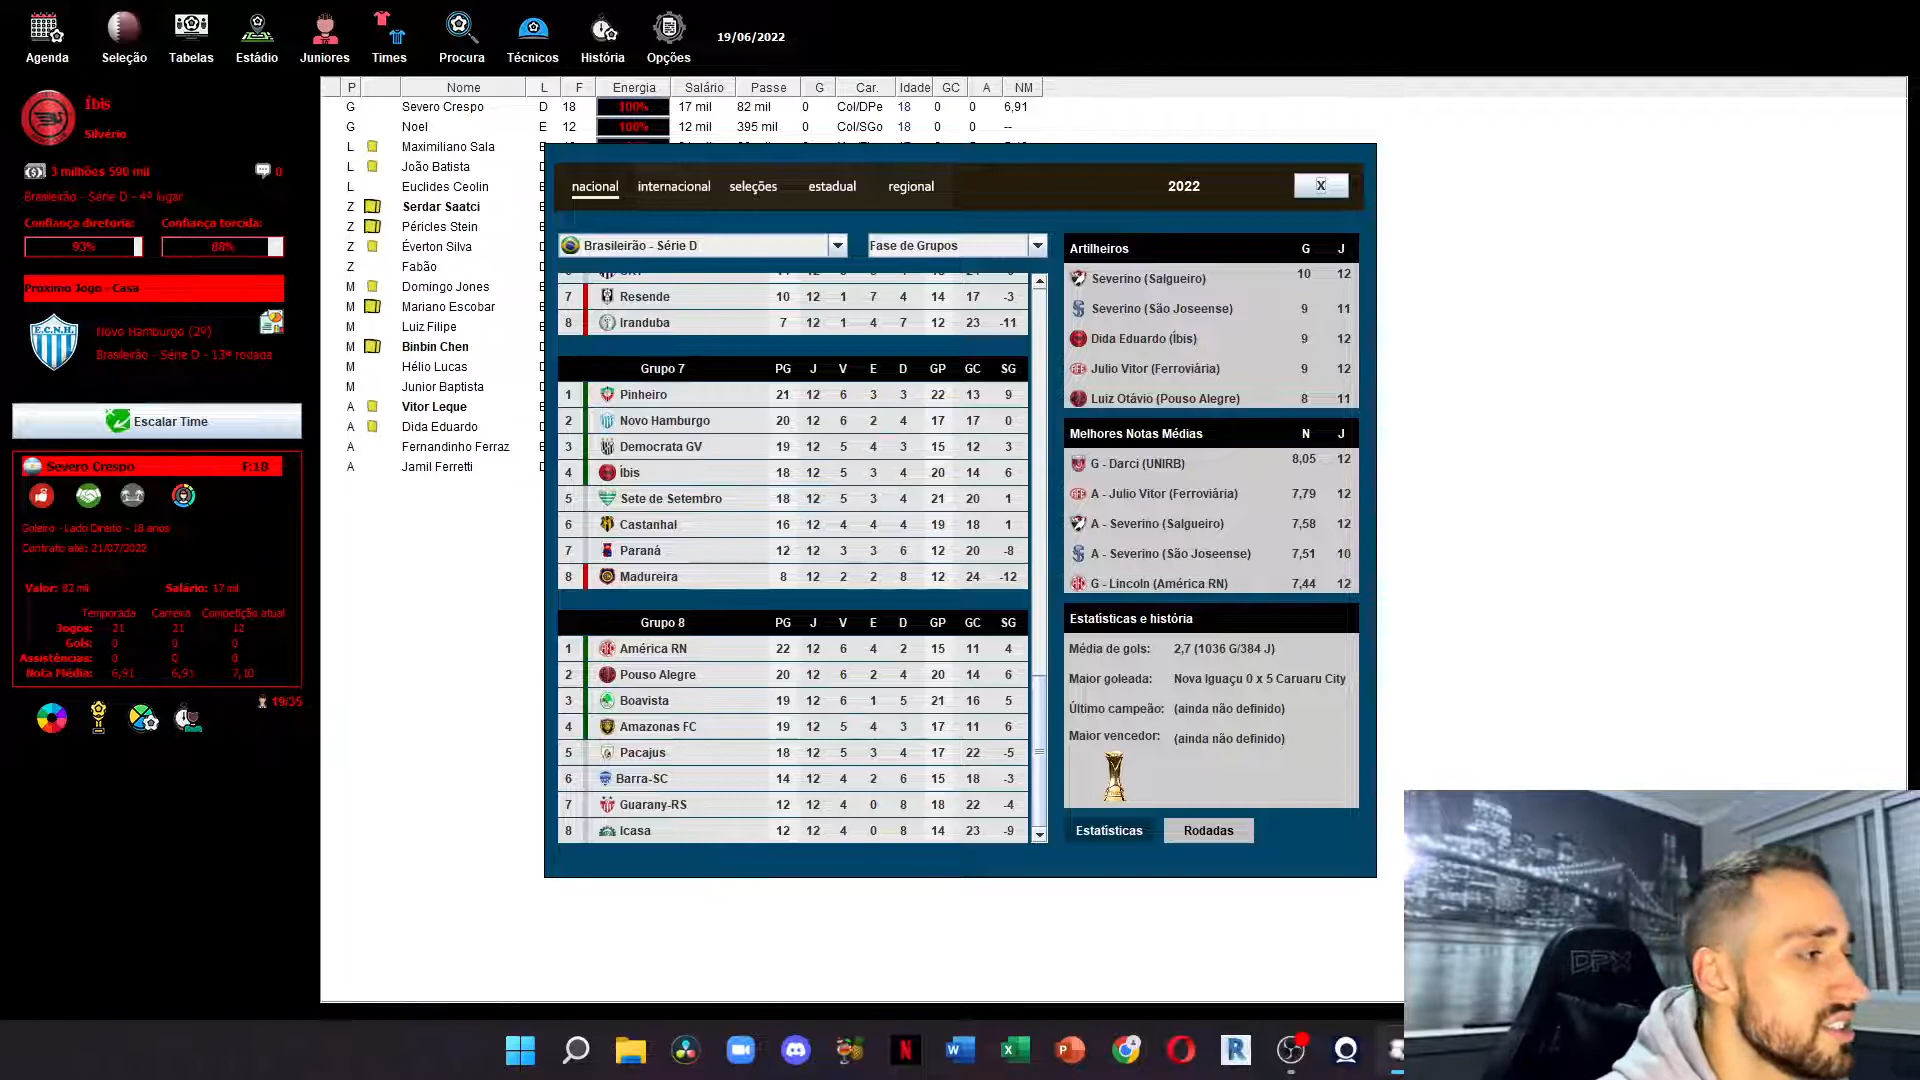 Agenda Seleção Tabelas Estádio Juniores Times Procura Técnicos História Opções 19/06/2022
Íbis
Silvério
3 milhões 590 mil 0
Brasileirão - Série D - 4º lugar
Confiança diretoria: Confiança torcida:
93% 88%
Próximo Jogo - Casa
E.C.N.H.
Novo Hamburgo (2º)
Brasileirão - Série D - 13ª rodada
Escalar Time
Severo Crespo F:18
Goleiro - Lado Direito - 18 anos
Contrato até: 21/07/2022
Valor: 82 mil Salário: 17 mil
Temporada Carreira Competição atual
Jogos: 21 21 12
Gols: 0 0 0
Assistências: 0 0 0
Nota Média: 6,91 6,91 7,10
19/35
P Nome L F Energia Salário Passe G Car. Idade GC A NM
G Severo Crespo D 18 100% 17 mil 82 mil 0 Col/DPe 18 0 0 6,91
G Noel E 12 100% 12 mil 395 mil 0 Col/SGo 18 0 0 --
L Maximiliano Sala
L João Batista
L Euclides Ceolin
Z Serdar Saatci
Z Péricles Stein
Z Éverton Silva
Z Fabão
M Domingo Jones
M Mariano Escobar
M Luiz Filipe
M Binbin Chen
M Hélio Lucas
M Junior Baptista
A Vitor Leque
A Dida Eduardo
A Fernandinho Ferraz
A Jamil Ferretti
nacional internacional seleções estadual regional 2022 X
Brasileirão - Série D Fase de Grupos
7 Resende 10 12 1 7 4 14 17 -3
8 Iranduba 7 12 1 4 7 12 23 -11
Grupo 7 PG J V E D GP GC SG
1 Pinheiro 21 12 6 3 3 22 13 9
2 Novo Hamburgo 20 12 6 2 4 17 17 0
3 Democrata GV 19 12 5 4 3 15 12 3
4 Íbis 18 12 5 3 4 20 14 6
5 Sete de Setembro 18 12 5 3 4 21 20 1
6 Castanhal 16 12 4 4 4 19 18 1
7 Paraná 12 12 3 3 6 12 20 -8
8 Madureira 8 12 2 2 8 12 24 -12
Grupo 8 PG J V E D GP GC SG
1 América RN 22 12 6 4 2 15 11 4
2 Pouso Alegre 20 12 6 2 4 20 14 6
3 Boavista 19 12 6 1 5 21 16 5
4 Amazonas FC 19 12 5 4 3 17 11 6
5 Pacajus 18 12 5 3 4 17 22 -5
6 Barra-SC 14 12 4 2 6 15 18 -3
7 Guarany-RS 12 12 4 0 8 18 22 -4
8 Icasa 12 12 4 0 8 14 23 -9
Artilheiros G J
Severino (Salgueiro) 10 12
Severino (São Joseense) 9 11
Dida Eduardo (Íbis) 9 12
Julio Vitor (Ferroviária) 9 12
Luiz Otávio (Pouso Alegre) 8 11
Melhores Notas Médias N J
G - Darci (UNIRB) 8,05 12
A - Julio Vitor (Ferroviária) 7,79 12
A - Severino (Salgueiro) 7,58 12
A - Severino (São Joseense) 7,51 10
G - Lincoln (América RN) 7,44 12
Estatísticas e história
Média de gols: 2,7 (1036 G/384 J)
Maior goleada: Nova Iguaçu 0 x 5 Caruaru City
Último campeão: (ainda não definido)
Maior vencedor: (ainda não definido)
Estatísticas Rodadas
DPX